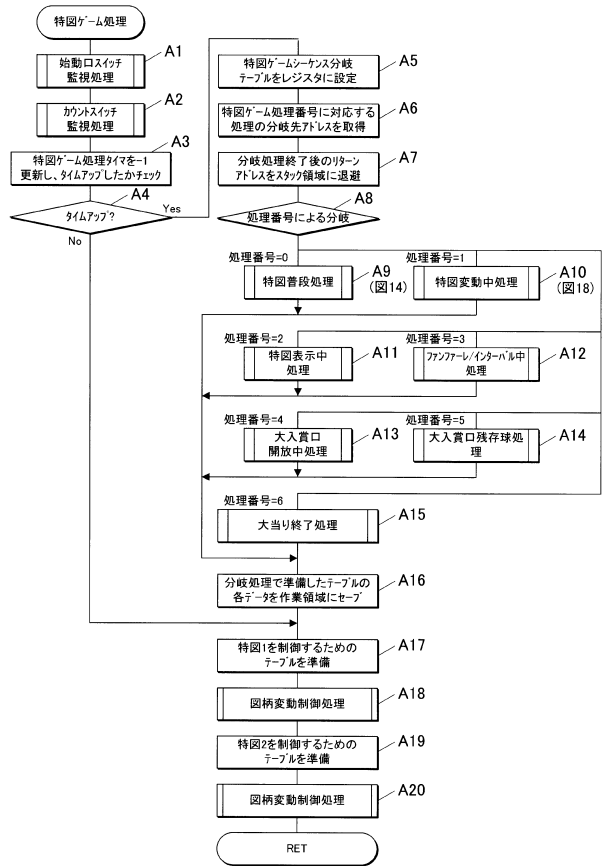 特図ゲーム処理
始動口スイッチ
監視処理
A1
カウントスイッチ
監視処理
A2
特図ゲーム処理タイマを-1
更新し、タイムアップしたかチェック
A3
タイムアップ?
A4
Yes
No
特図ゲームシーケンス分岐
テーブルをレジスタに設定
A5
特図ゲーム処理番号に対応する
処理の分岐先アドレスを取得
A6
分岐処理終了後のリターン
アドレスをスタック領域に退避
A7
処理番号による分岐
A8
処理番号=0
特図普段処理
A9
(図14)
処理番号=1
特図変動中処理
A10
(図18)
処理番号=2
特図表示中
処理
A11
処理番号=3
ファンファーレ/インターバル中
処理
A12
処理番号=4
大入賞口
開放中処理
A13
処理番号=5
大入賞口残存球処
理
A14
処理番号=6
大当り終了処理
A15
分岐処理で準備したテーブルの
各データを作業領域にセーブ
A16
特図1を制御するための
テーブルを準備
A17
図柄変動制御処理
A18
特図2を制御するための
テーブルを準備
A19
図柄変動制御処理
A20
RET